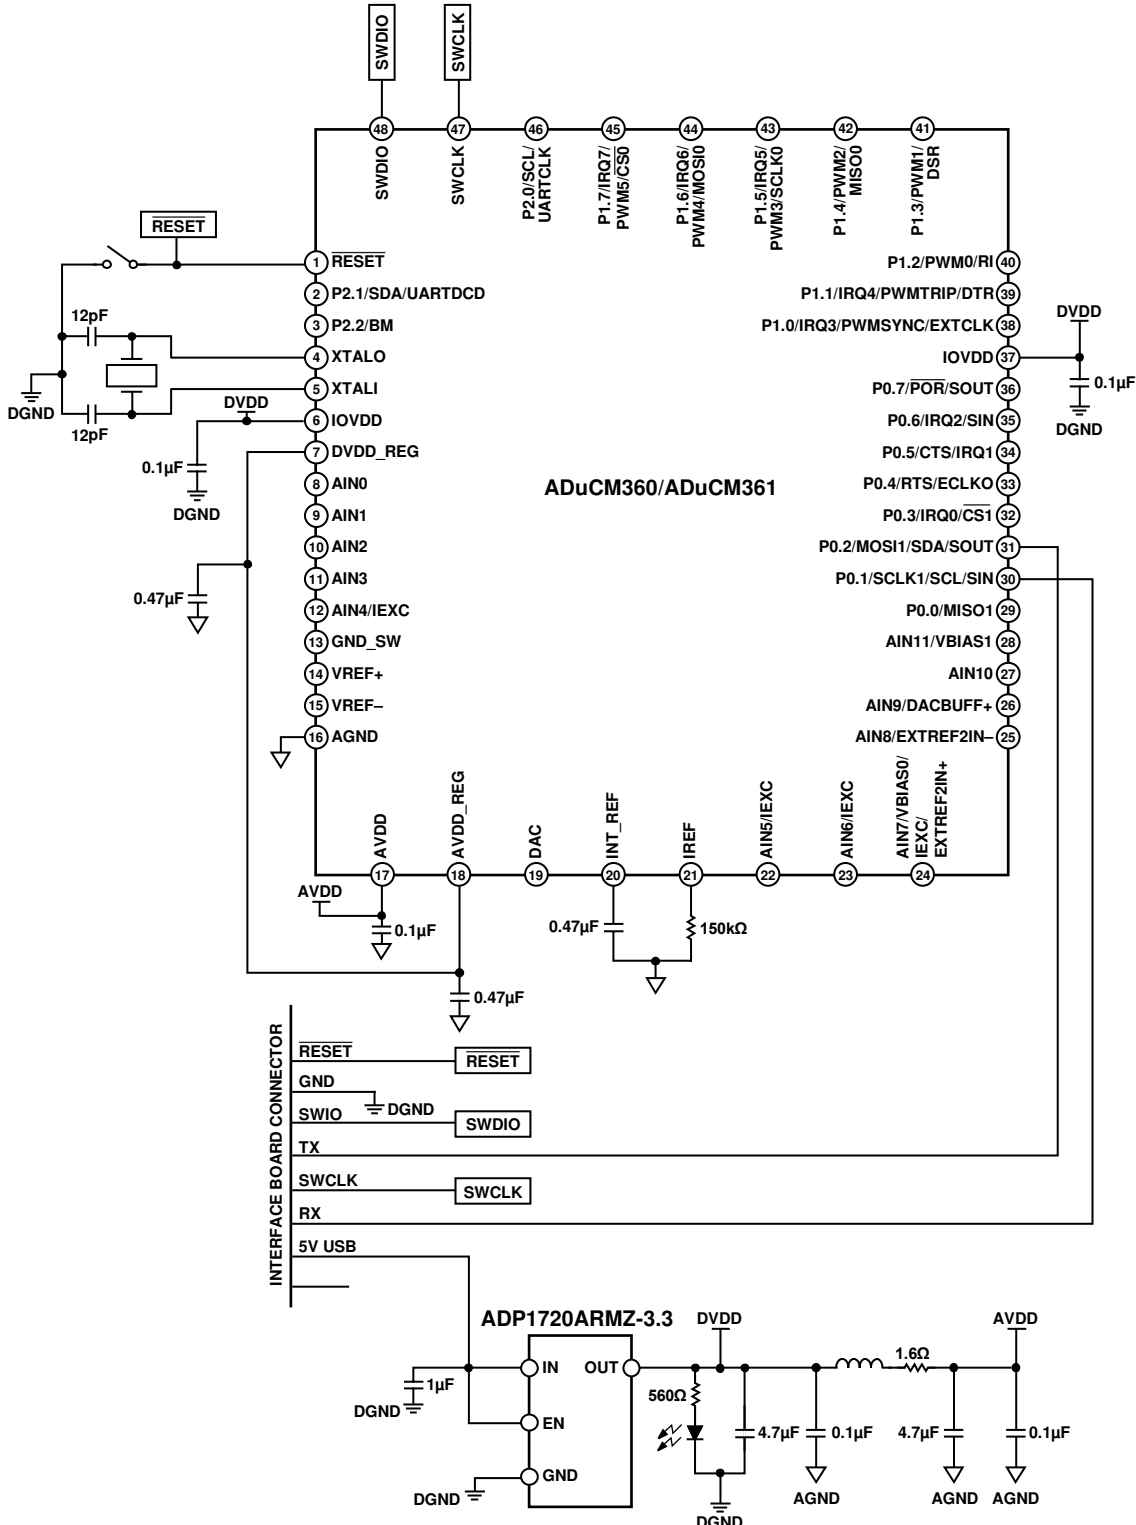 SWDIO
SWCLK
48
47
46
45
44
43
42
41
SWDIO
SWCLK
P2.0/SCL/
UARTCLK
P1.7/IRQ7/
PWM5/CS0
P1.6/IRQ6/
PWM4/MOSI0
P1.5/IRQ5/
PWM3/SCLK0
P1.4/PWM2/
MISO0
P1.3/PWM1/
DSR
RESET
1 RESET
2 P2.1/SDA/UARTDCD
3 P2.2/BM
4 XTALO
5 XTALI
6 IOVDD
7 DVDD_REG
8 AIN0
9 AIN1
10 AIN2
11 AIN3
12 AIN4/IEXC
13 GND_SW
14 VREF+
15 VREF–
16 AGND
12pF
DGND
12pF
DVDD
0.1µF
DGND
0.47µF
ADuCM360/ADuCM361
P1.2/PWM0/RI 40
P1.1/IRQ4/PWMTRIP/DTR 39
P1.0/IRQ3/PWMSYNC/EXTCLK 38
IOVDD 37
P0.7/POR/SOUT 36
P0.6/IRQ2/SIN 35
P0.5/CTS/IRQ1 34
P0.4/RTS/ECLKO 33
P0.3/IRQ0/CS1 32
P0.2/MOSI1/SDA/SOUT 31
P0.1/SCLK1/SCL/SIN 30
P0.0/MISO1 29
AIN11/VBIAS1 28
AIN10 27
AIN9/DACBUFF+ 26
AIN8/EXTREF2IN– 25
DVDD
0.1µF
DGND
AVDD
AVDD_REG
DAC
INT_REF
IREF
AIN5/IEXC
AIN6/IEXC
AIN7/VBIAS0/
IEXC/
EXTREF2IN+
17
18
19
20
21
22
23
24
AVDD
0.1µF
0.47µF
150kΩ
0.47µF
INTERFACE BOARD CONNECTOR
RESET
RESET
GND
DGND
SWIO
SWDIO
TX
SWCLK
SWCLK
RX
5V USB
ADP1720ARMZ-3.3
IN
OUT
EN
GND
1µF
DGND
DGND
DVDD
560Ω
4.7µF
0.1µF
1.6Ω
AVDD
4.7µF
0.1µF
DGND
AGND
AGND
AGND